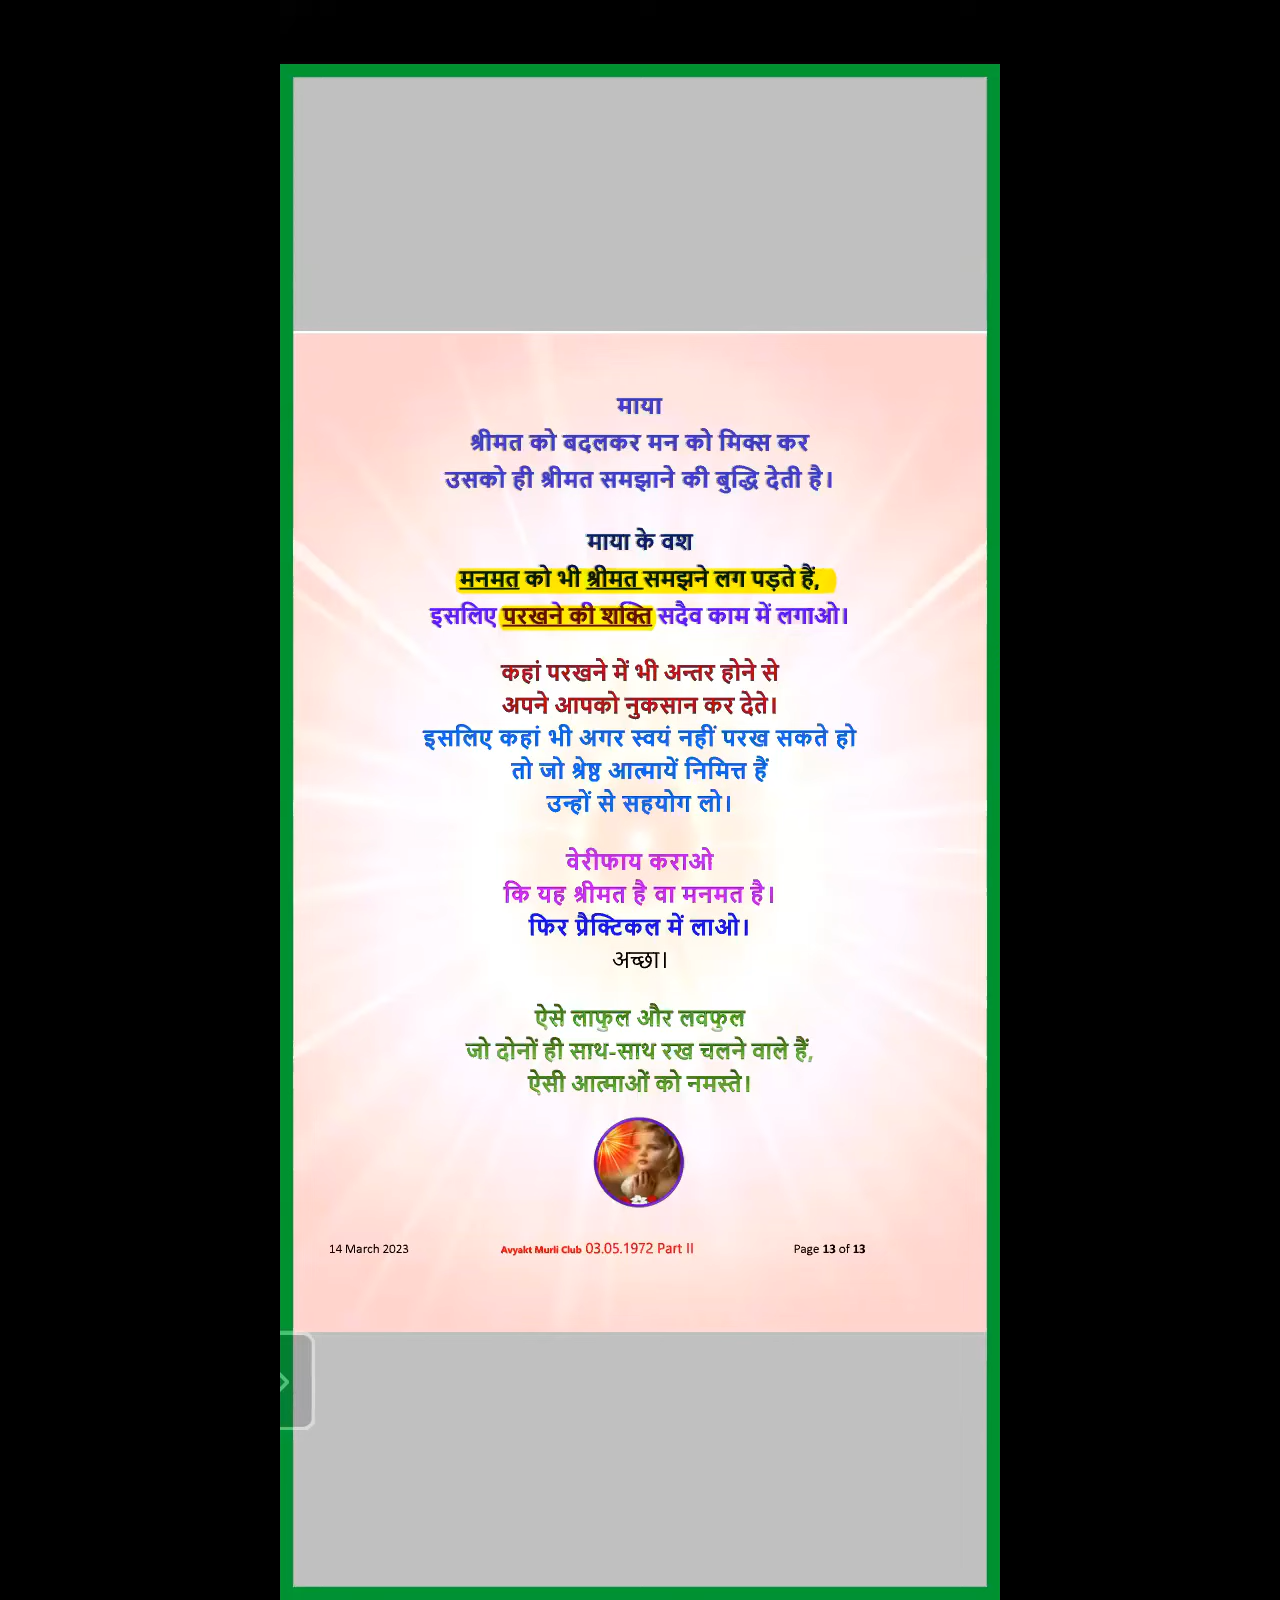 माया
श्रीमत को बदलकर मन को मिक्स कर
उसको ही श्रीमत समझाने की बुद्धि देती है।
माया के वश
मनमत को भी श्रीमत समझने लग पड़ते हैं,
इसलिए परखने की शक्ति सदैव काम में लगाओ।
कहां परखने में भी अन्तर होने से
अपने आपको नुकसान कर देते।
इसलिए कहां भी अगर स्वयं नहीं परख सकते हो
तो जो श्रेष्ठ आत्मायें निमित्त हैं
उन्हों से सहयोग लो।
वेरीफाय कराओ
कि यह श्रीमत है वा मनमत है।
फिर प्रैक्टिकल में लाओ।
अच्छा।
ऐसे लाफुल और लवफुल
जो दोनों ही साथ-साथ रख चलने वाले हैं,
ऐसी आत्माओं को नमस्ते।
14 March 2023 Avyakt Murli Club 03.05.1972 Part II Page 13 of 13